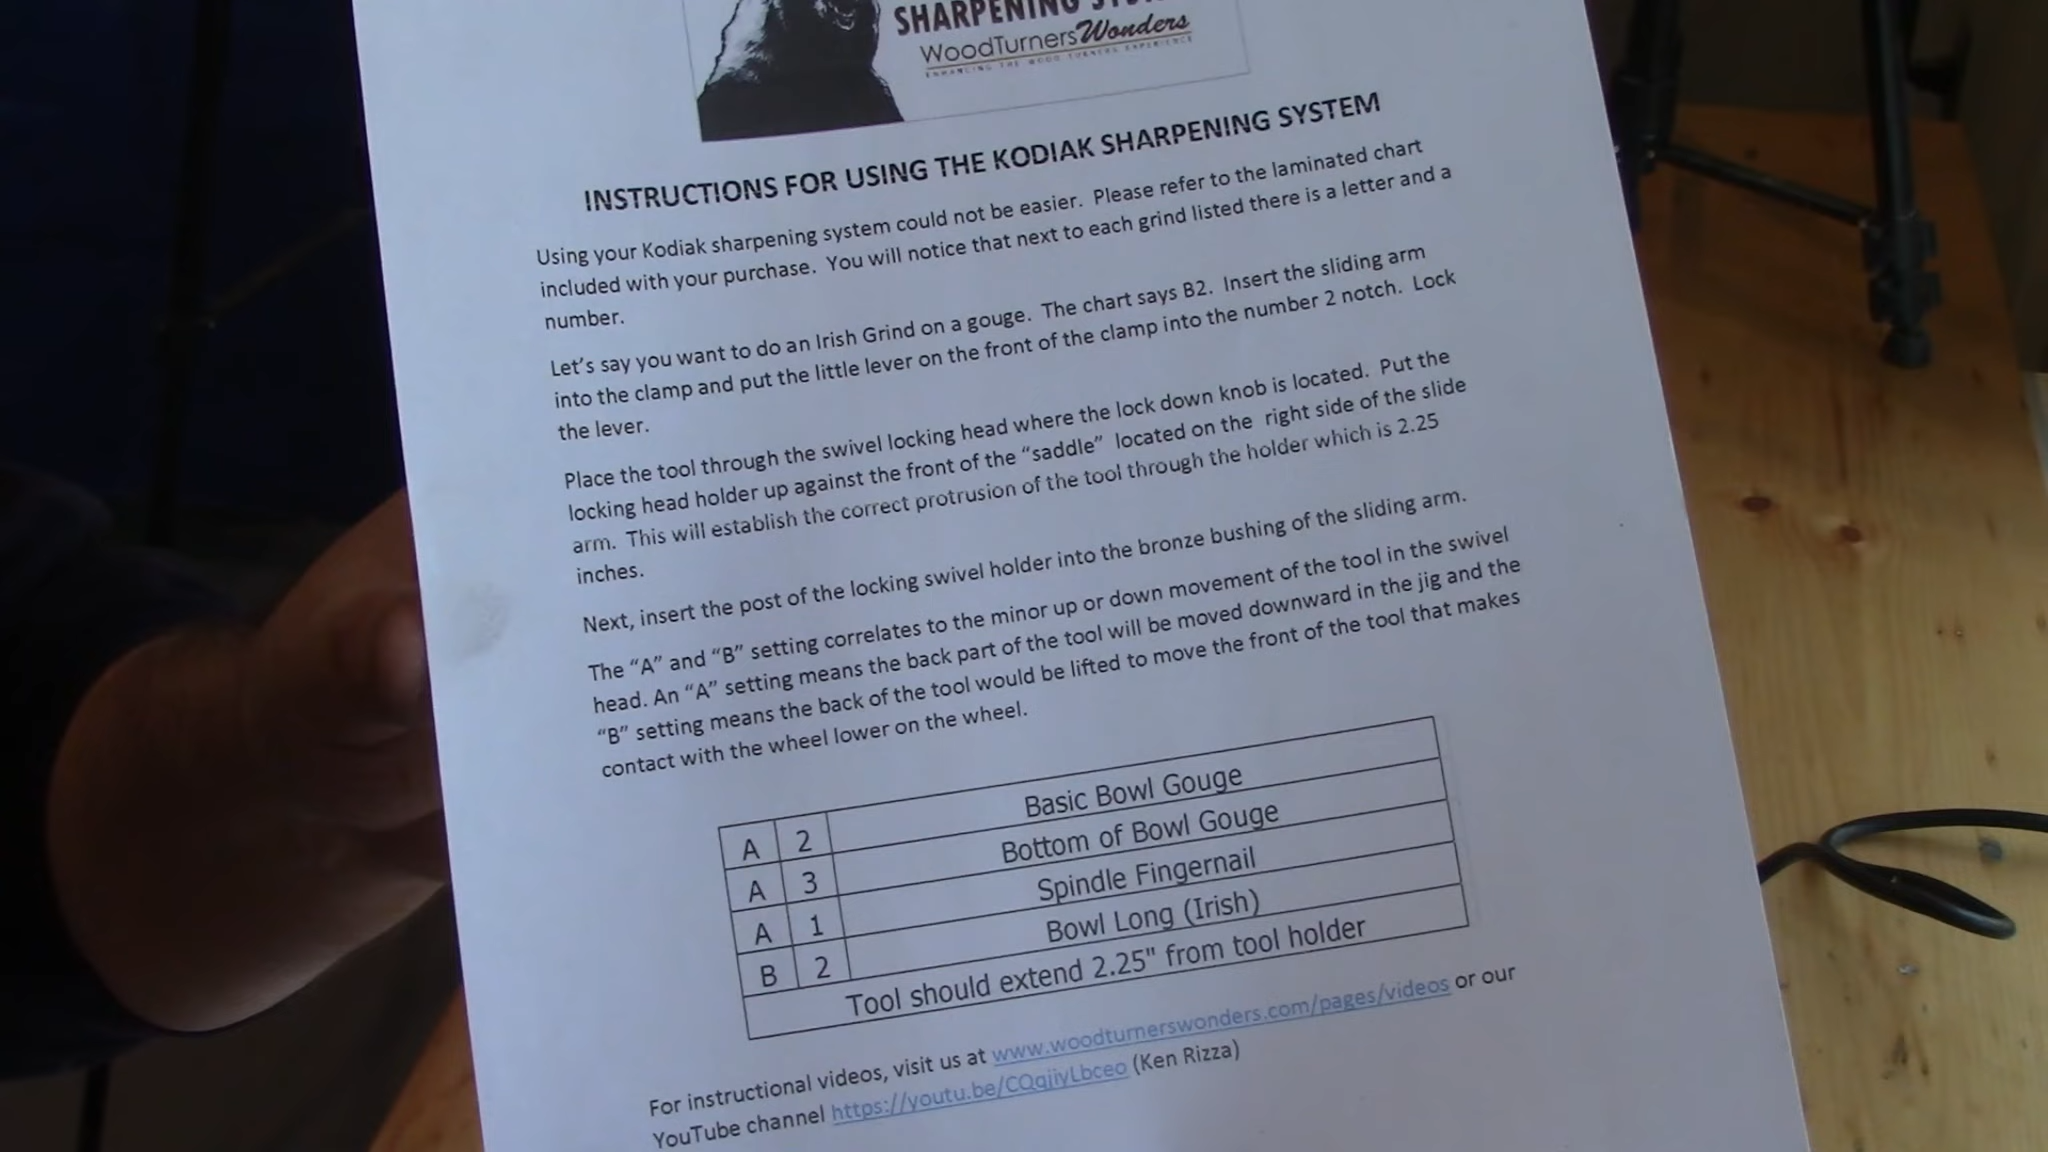 SHARPENING
WoodTurnersWonders
ENHANCING THE WOOD TURNERS EXPERIENCE
INSTRUCTIONS FOR USING THE KODIAK SHARPENING SYSTEM
Using your Kodiak sharpening system could not be easier. Please refer to the laminated chart
included with your purchase. You will notice that next to each grind listed there is a letter and a
number.
Let's say you want to do an Irish Grind on a gouge. The chart says B2. Insert the sliding arm
into the clamp and put the little lever on the front of the clamp into the number 2 notch. Lock
the lever.
Place the tool through the swivel locking head where the lock down knob is located. Put the
locking head holder up against the front of the "saddle" located on the right side of the slide
arm. This will establish the correct protrusion of the tool through the holder which is 2.25
inches.
Next, insert the post of the locking swivel holder into the bronze bushing of the sliding arm.
The "A" and "B" setting correlates to the minor up or down movement of the tool in the swivel
head. An "A" setting means the back part of the tool will be moved downward in the jig and the
"B" setting means the back of the tool would be lifted to move the front of the tool that makes
contact with the wheel lower on the wheel.
A 2 Basic Bowl Gouge
A 3 Bottom of Bowl Gouge
A 1 Spindle Fingernail
B 2 Bowl Long (Irish)
Tool should extend 2.25" from tool holder
For instructional videos, visit us at www.woodturnerswonders.com/pages/videos or our
YouTube channel https://youtu.be/CQqjiyLbceo (Ken Rizza)